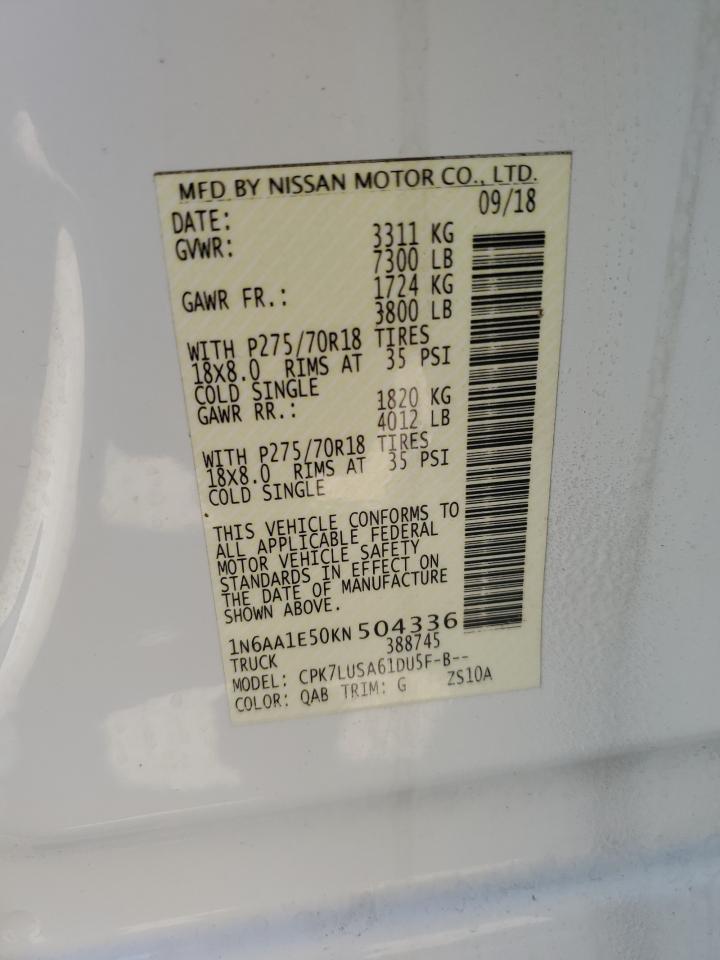 MFD BY NISSAN MOTOR CO., LTD.
DATE: 09/18
GVWR: 3311 KG
7300 LB
GAWR FR.: 1724 KG
3800 LB
WITH P275/70R18 TIRES
18X8.0 RIMS AT 35 PSI
COLD SINGLE
GAWR RR.: 1820 KG
4012 LB
WITH P275/70R18 TIRES
18X8.0 RIMS AT 35 PSI
COLD SINGLE
THIS VEHICLE CONFORMS TO
ALL APPLICABLE FEDERAL
MOTOR VEHICLE SAFETY
STANDARDS IN EFFECT ON
THE DATE OF MANUFACTURE
SHOWN ABOVE.
1N6AA1E50KN504336
TRUCK 388745
MODEL: CPK7LUSA61DU5F-B--
COLOR: QAB TRIM: G ZS10A